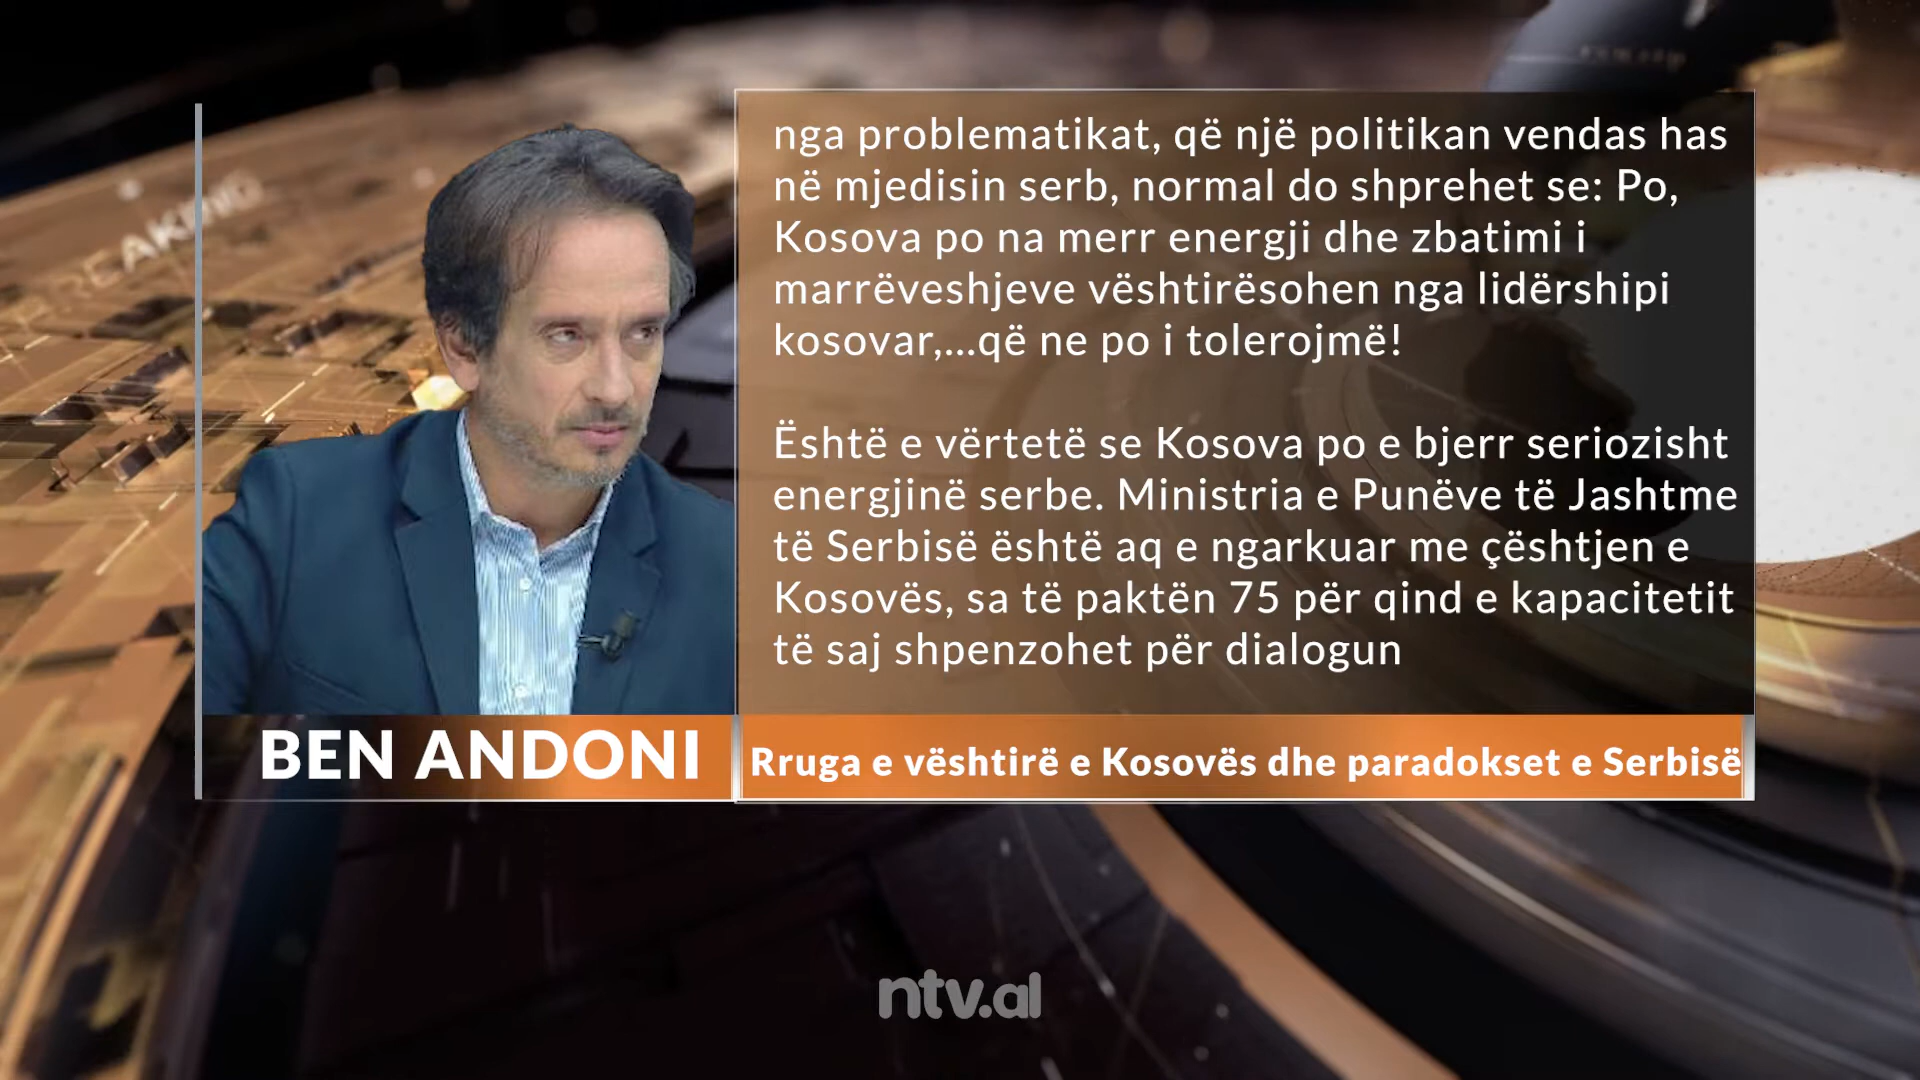 nga problematikat, që një politikan vendas has
në mjedisin serb, normal do shprehet se: Po,
Kosova po na merr energji dhe zbatimi i
marrëveshjeve vështirësohen nga lidërshipi
kosovar,...që ne po i tolerojmë!
Është e vërtetë se Kosova po e bjerr seriozisht
energjinë serbe. Ministria e Punëve të Jashtme
të Serbisë është aq e ngarkuar me çështjen e
Kosovës, sa të paktën 75 për qind e kapacitetit
të saj shpenzohet për dialogun
BEN ANDONI
Rruga e vështirë e Kosovës dhe paradokset e Serbisë
ntv.al